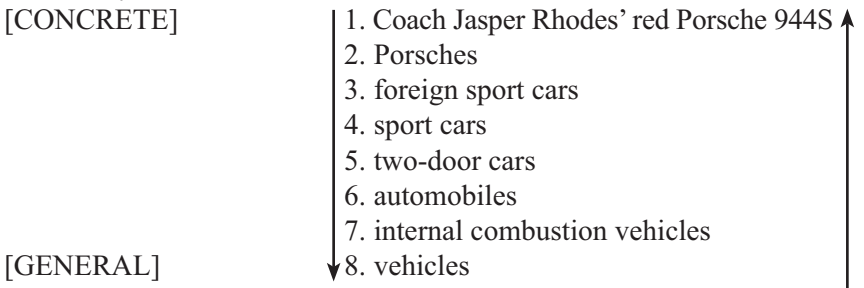 [CONCRETE] 1. Coach Jasper Rhodes’ red Porsche 944S
2. Porsches
3. foreign sport cars
4. sport cars
5. two-door cars
6. automobiles
7. internal combustion vehicles
[GENERAL] 8. vehicles